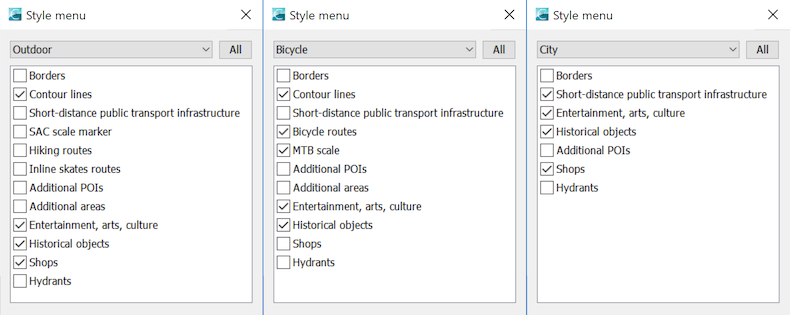 Style menu
Outdoor
All
Borders
Contour lines
Short-distance public transport infrastructure
SAC scale marker
Hiking routes
Inline skates routes
Additional POIs
Additional areas
Entertainment, arts, culture
Historical objects
Shops
Hydrants
Style menu
Bicycle
All
Borders
Contour lines
Short-distance public transport infrastructure
Bicycle routes
MTB scale
Additional POIs
Additional areas
Entertainment, arts, culture
Historical objects
Shops
Hydrants
Style menu
City
All
Borders
Short-distance public transport infrastructure
Entertainment, arts, culture
Historical objects
Additional POIs
Shops
Hydrants